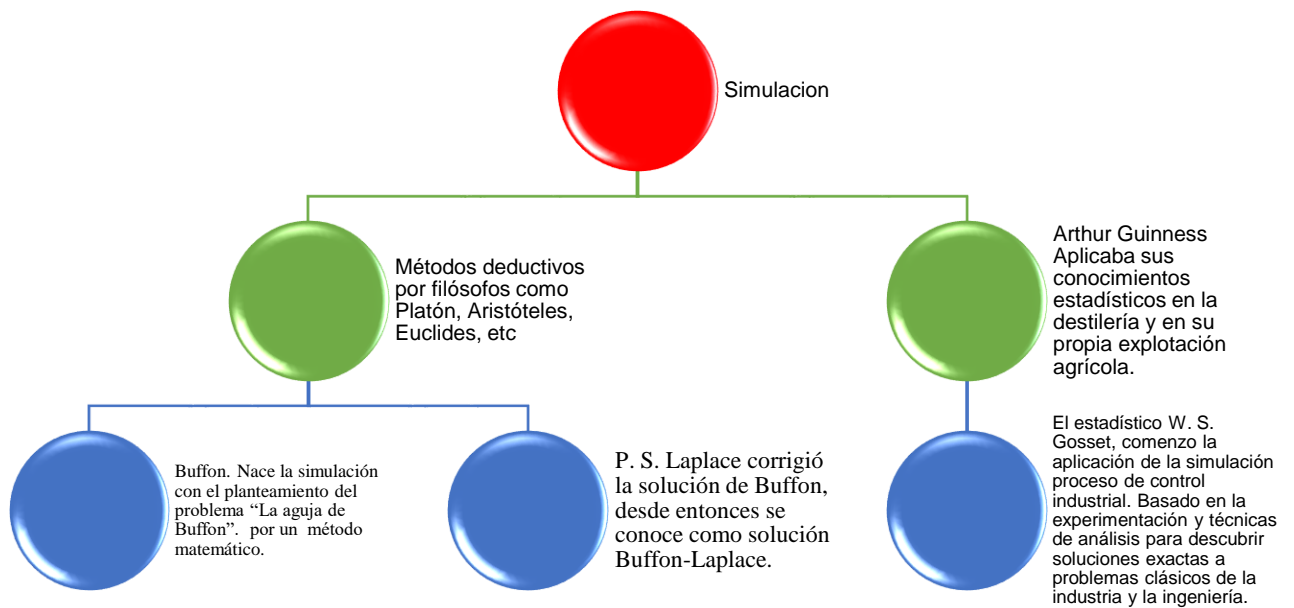 Simulacion
Métodos deductivos
por filósofos como
Platón, Aristóteles,
Euclides, etc
Arthur Guinness
Aplicaba sus
conocimientos
estadísticos en la
destilería y en su
propia explotación
agrícola.
Buffon. Nace la simulación
con el planteamiento del
problema “La aguja de
Buffon”. por un método
matemático.
P. S. Laplace corrigió
la solución de Buffon,
desde entonces se
conoce como solución
Buffon-Laplace.
El estadístico W. S.
Gosset, comenzo la
aplicación de la simulación
proceso de control
industrial. Basado en la
experimentación y técnicas
de análisis para descubrir
soluciones exactas a
problemas clásicos de la
industria y la ingeniería.